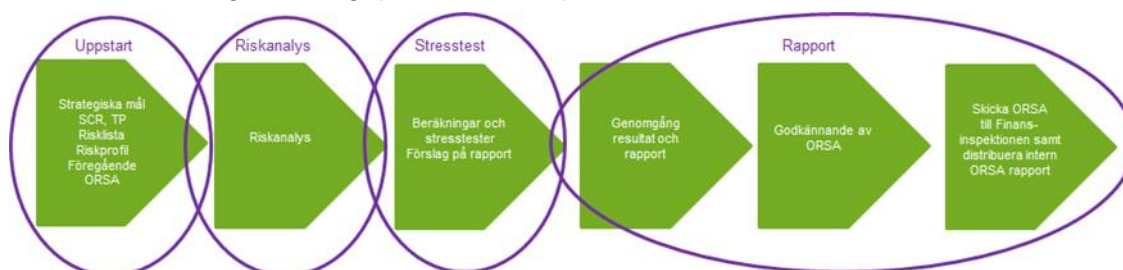 Uppstart
Strategiska mål
SCR, TP
Risklista
Riskprofil
Föregående
ORSA
Riskanalys
Riskanalys
Stresstest
Beräkningar och
stresstester
Förslag på rapport
Rapport
Genomgång
resultat och
rapport
Godkännande av
ORSA
Skicka ORSA
till Finans-
inspektionen samt
distribuera intern
ORSA rapport